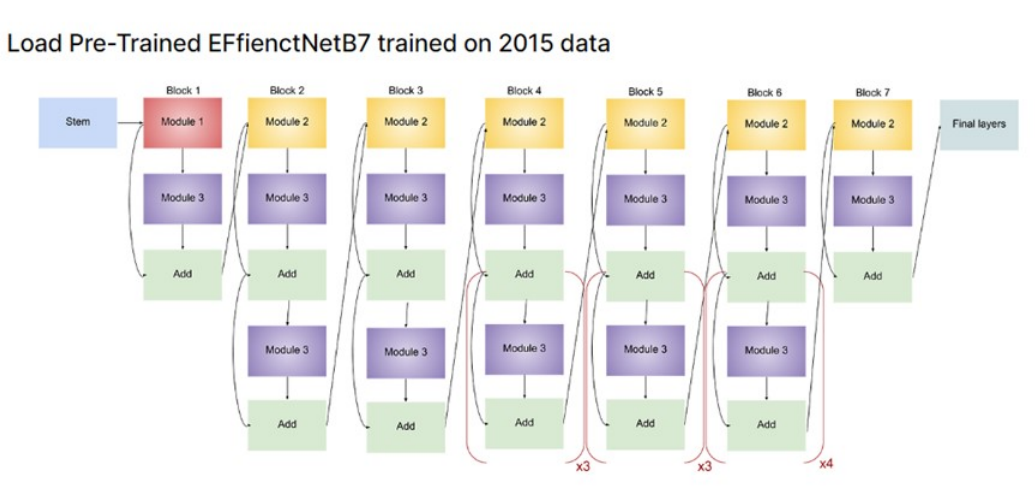 Load Pre-Trained EFfienctNetB7 trained on 2015 data
Block 1
Block 2
Block 3
Block 4
Block 5
Block 6
Block 7
Stem
Module 1
Module 2
Module 2
Module 2
Module 2
Module 2
Module 2
Final layers
Module 3
Module 3
Module 3
Module 3
Module 3
Module 3
Module 3
Add
Add
Add
Add
Add
Add
Add
Module 3
Module 3
Module 3
Module 3
Module 3
Add
Add
Add
Add
Add
x3
x3
x4